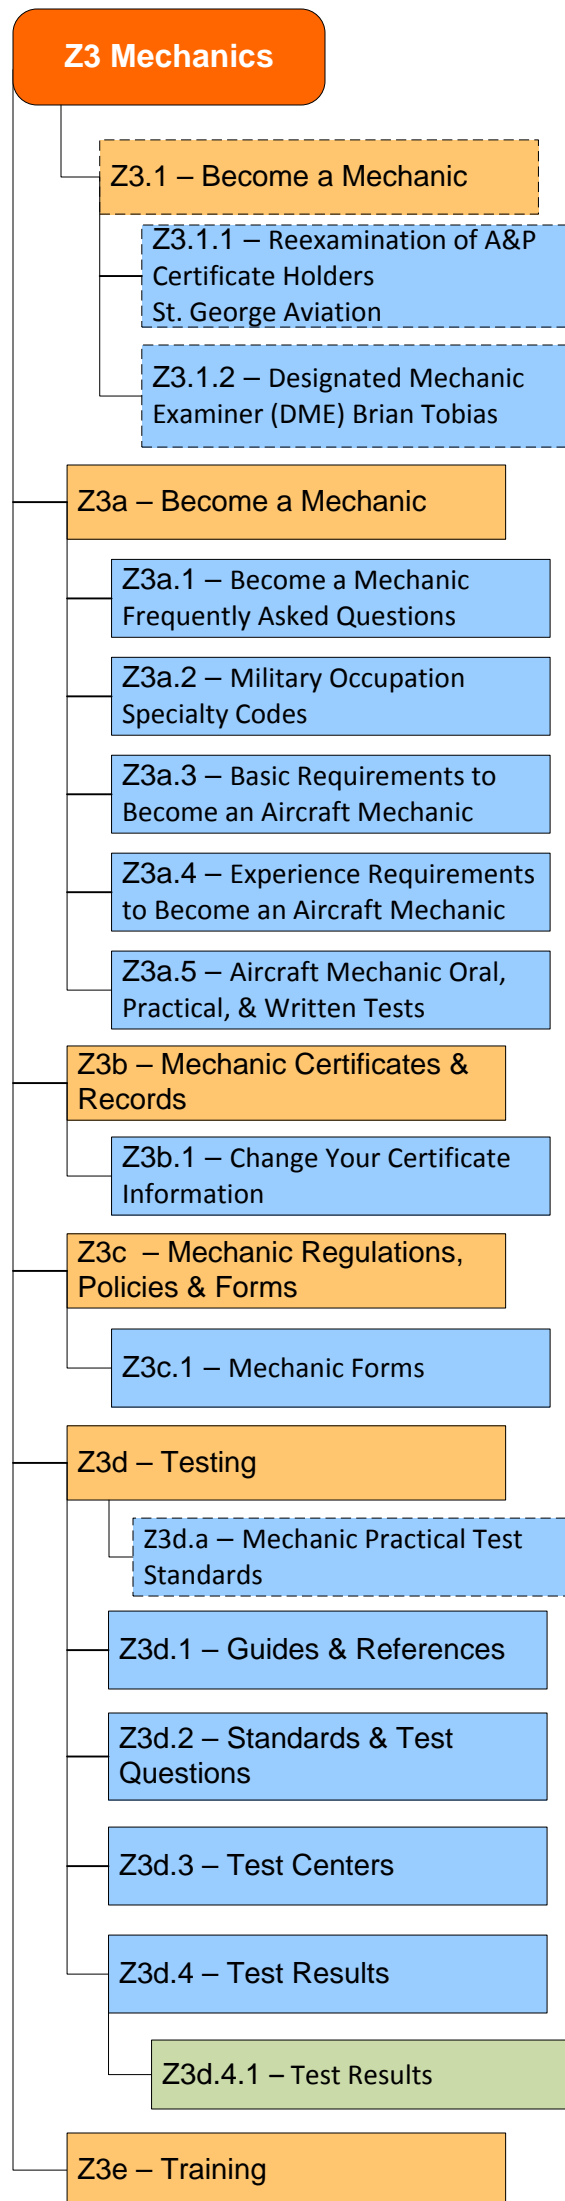 Z3 Mechanics
Z3.1 – Become a Mechanic
Z3.1.1 – Reexamination of A&P
Certificate Holders
St. George Aviation
Z3.1.2 – Designated Mechanic
Examiner (DME) Brian Tobias
Z3a – Become a Mechanic
Z3a.1 – Become a Mechanic
Frequently Asked Questions
Z3a.2 – Military Occupation
Specialty Codes
Z3a.3 – Basic Requirements to
Become an Aircraft Mechanic
Z3a.4 – Experience Requirements
to Become an Aircraft Mechanic
Z3a.5 – Aircraft Mechanic Oral,
Practical, & Written Tests
Z3b – Mechanic Certificates &
Records
Z3b.1 – Change Your Certificate
Information
Z3c – Mechanic Regulations,
Policies & Forms
Z3c.1 – Mechanic Forms
Z3d – Testing
Z3d.a – Mechanic Practical Test
Standards
Z3d.1 – Guides & References
Z3d.2 – Standards & Test
Questions
Z3d.3 – Test Centers
Z3d.4 – Test Results
Z3d.4.1 – Test Results
Z3e – Training